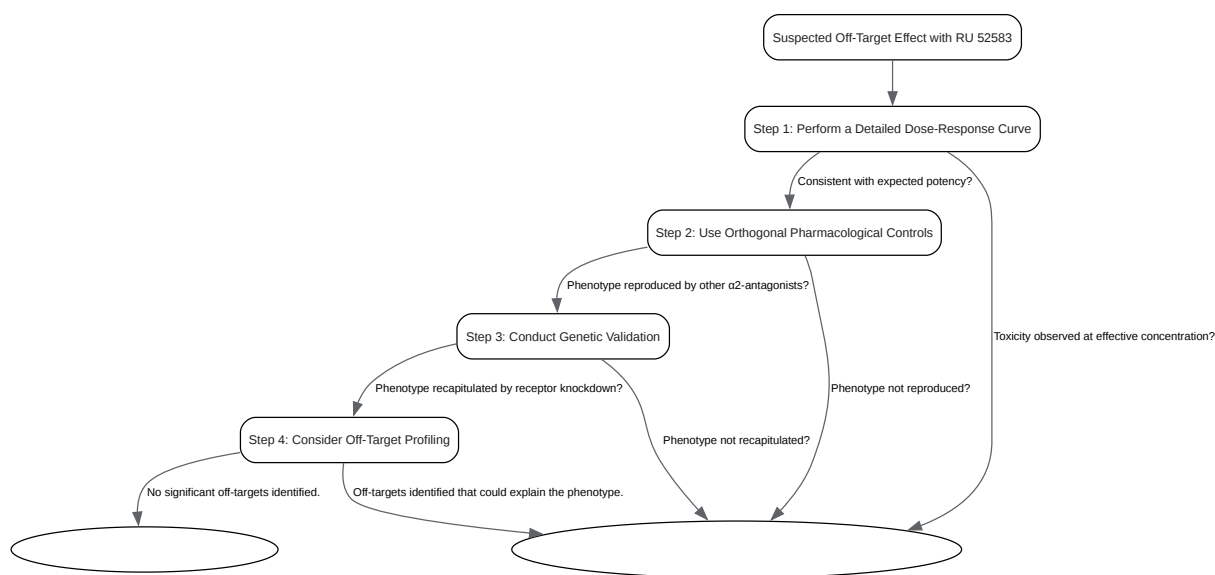 Suspected Off-Target Effect with RU 52583
Step 1: Perform a Detailed Dose-Response Curve
Consistent with expected potency?
Step 2: Use Orthogonal Pharmacological Controls
Phenotype reproduced by other α2-antagonists?
Step 3: Conduct Genetic Validation
Toxicity observed at effective concentration?
Phenotype recapitulated by receptor knockdown?
Phenotype not reproduced?
Step 4: Consider Off-Target Profiling
Phenotype not recapitulated?
No significant off-targets identified.
Off-targets identified that could explain the phenotype.